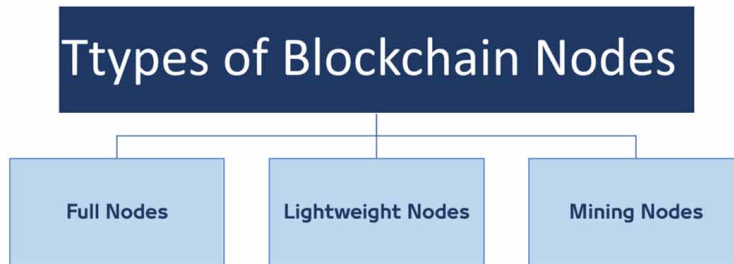 Ttypes of Blockchain Nodes
Full Nodes
Lightweight Nodes
Mining Nodes